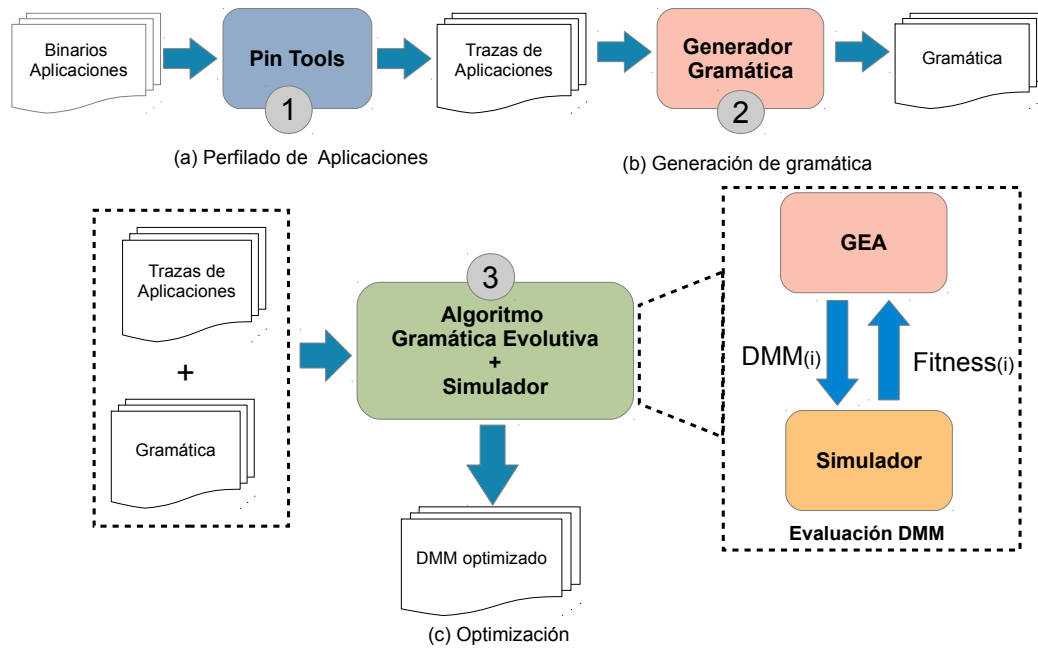 Binarios
Aplicaciones
Pin Tools
1
Trazas de
Aplicaciones
Generador
Gramática
2
Gramática
(a) Perfilado de Aplicaciones
(b) Generación de gramática
Trazas de
Aplicaciones
+
Gramática
3
Algoritmo
Gramática Evolutiva
+
Simulador
DMM optimizado
(c) Optimización
GEA
DMM(i)
Fitness(i)
Simulador
Evaluación DMM